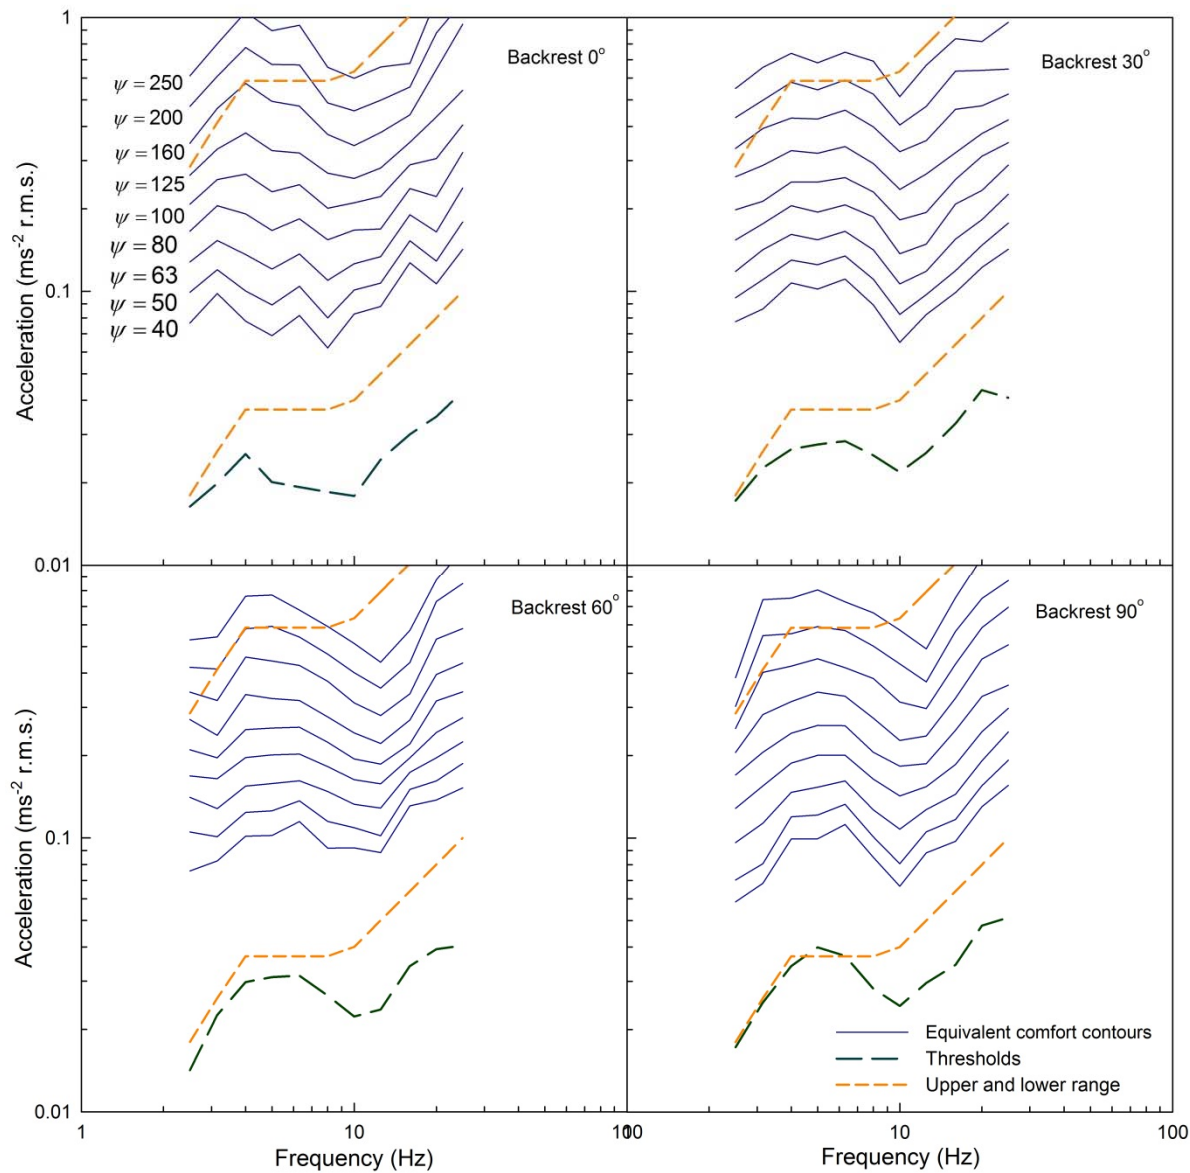 1
Backrest 0°
Backrest 30°
ψ = 250
ψ = 200
ψ = 160
ψ = 125
ψ = 100
ψ = 80
ψ = 63
ψ = 50
ψ = 40
Acceleration (ms⁻² r.m.s.)
0.1
0.01
Backrest 60°
Backrest 90°
Acceleration (ms⁻² r.m.s.)
0.1
Equivalent comfort contours
Thresholds
Upper and lower range
0.01
1 10 100 10 100
Frequency (Hz) Frequency (Hz)